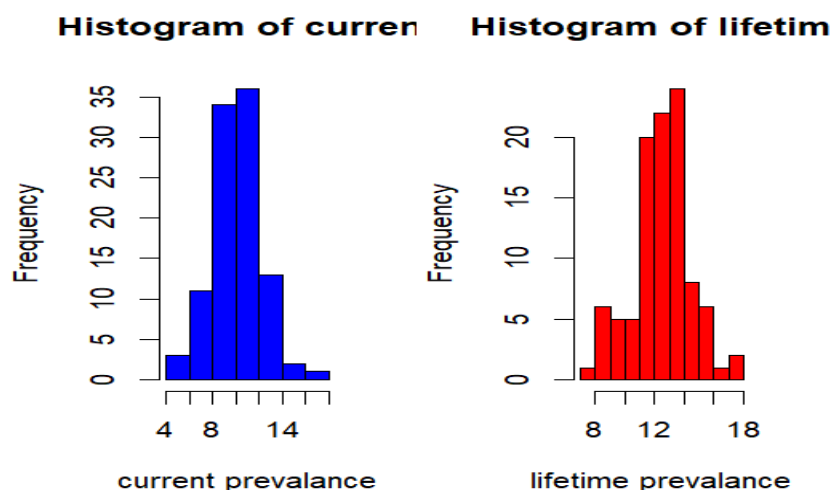 Histogram of curren
Frequency
0 5 10 15 20 25 30 35
4 8 14
current prevalance
Histogram of lifetim
Frequency
0 5 10 15 20
8 12 18
lifetime prevalance